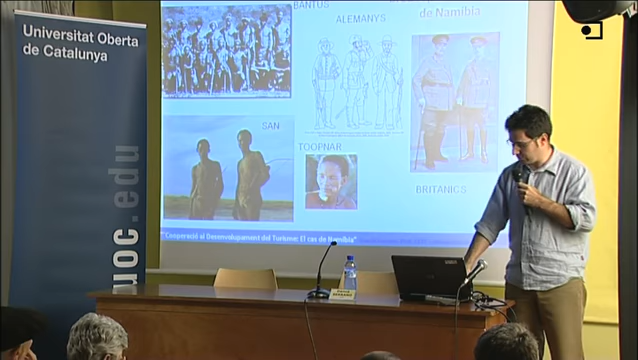 Universitat Oberta
de Catalunya
uoc.edu
BANTUS
ALEMANYS
de Namíbia
SAN
TOOPNAR
BRITANICS
"Cooperació al Desenvolupament del Turisme: El cas de Namíbia"